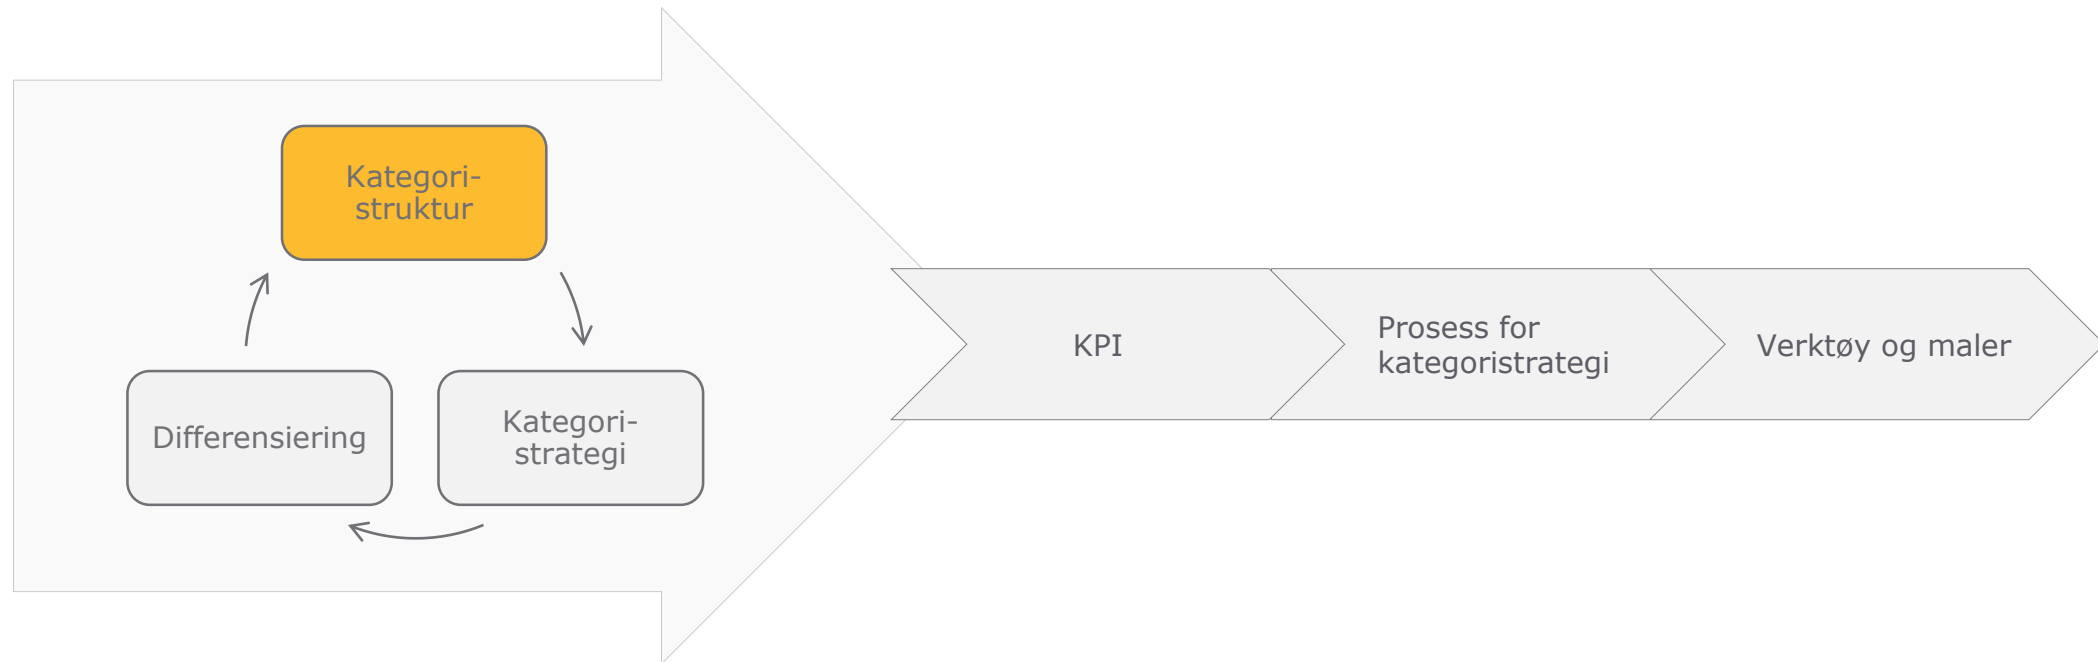 Kategori-
struktur
Differensiering
Kategori-
strategi
KPI
Prosess for
kategoristrategi
Verktøy og maler